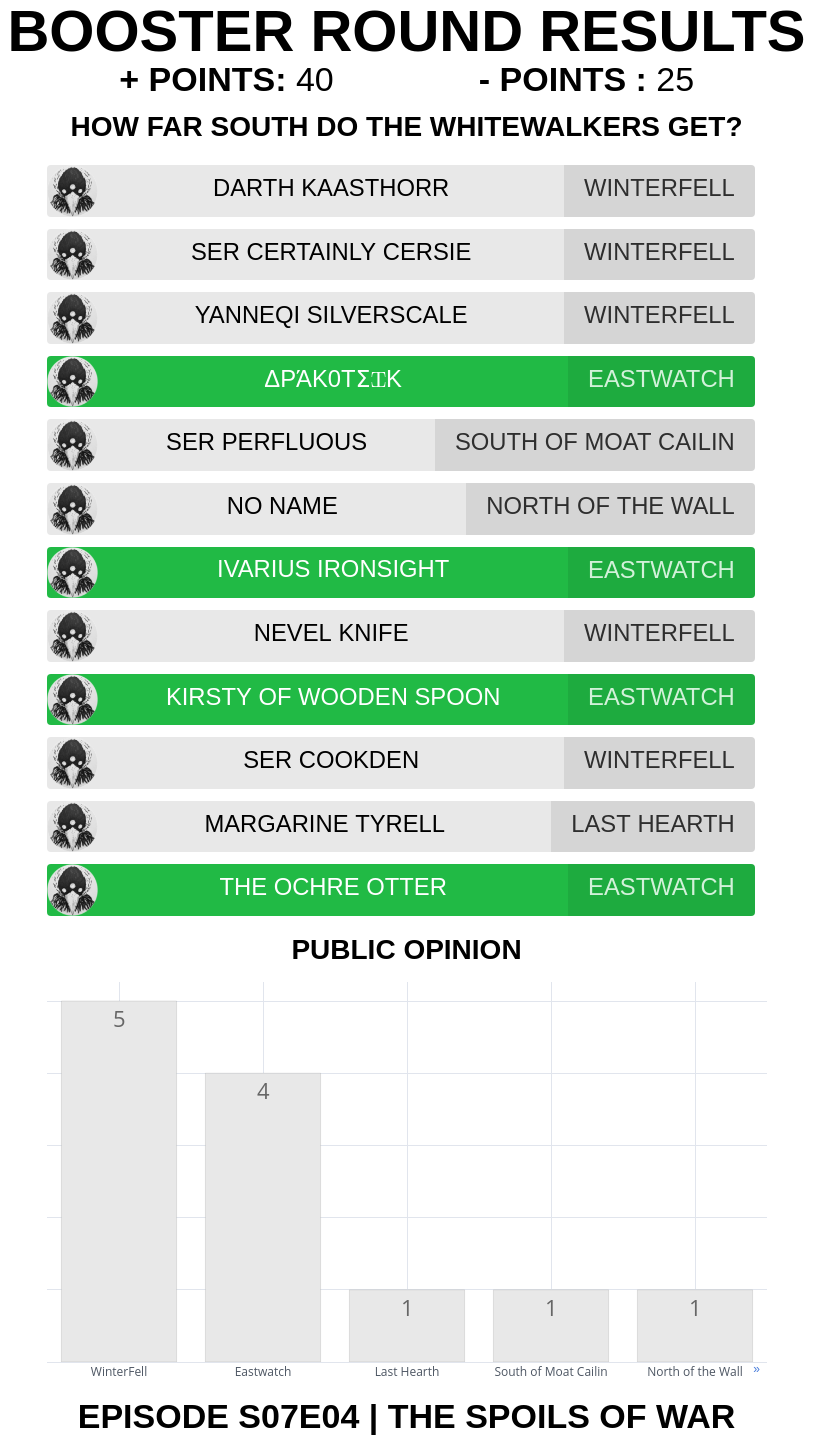 BOOSTER ROUND RESULTS
+ POINTS: 40 - POINTS : 25
HOW FAR SOUTH DO THE WHITEWALKERS GET?
DARTH KAASTHORR WINTERFELL
SER CERTAINLY CERSIE WINTERFELL
YANNEQI SILVERSCALE WINTERFELL
ΔΡΆΚ0ΤΣꮖK EASTWATCH
SER PERFLUOUS SOUTH OF MOAT CAILIN
NO NAME NORTH OF THE WALL
IVARIUS IRONSIGHT EASTWATCH
NEVEL KNIFE WINTERFELL
KIRSTY OF WOODEN SPOON EASTWATCH
SER COOKDEN WINTERFELL
MARGARINE TYRELL LAST HEARTH
THE OCHRE OTTER EASTWATCH
PUBLIC OPINION
5
4
1 1 1
WinterFell Eastwatch Last Hearth South of Moat Cailin North of the Wall »
EPISODE S07E04 | THE SPOILS OF WAR